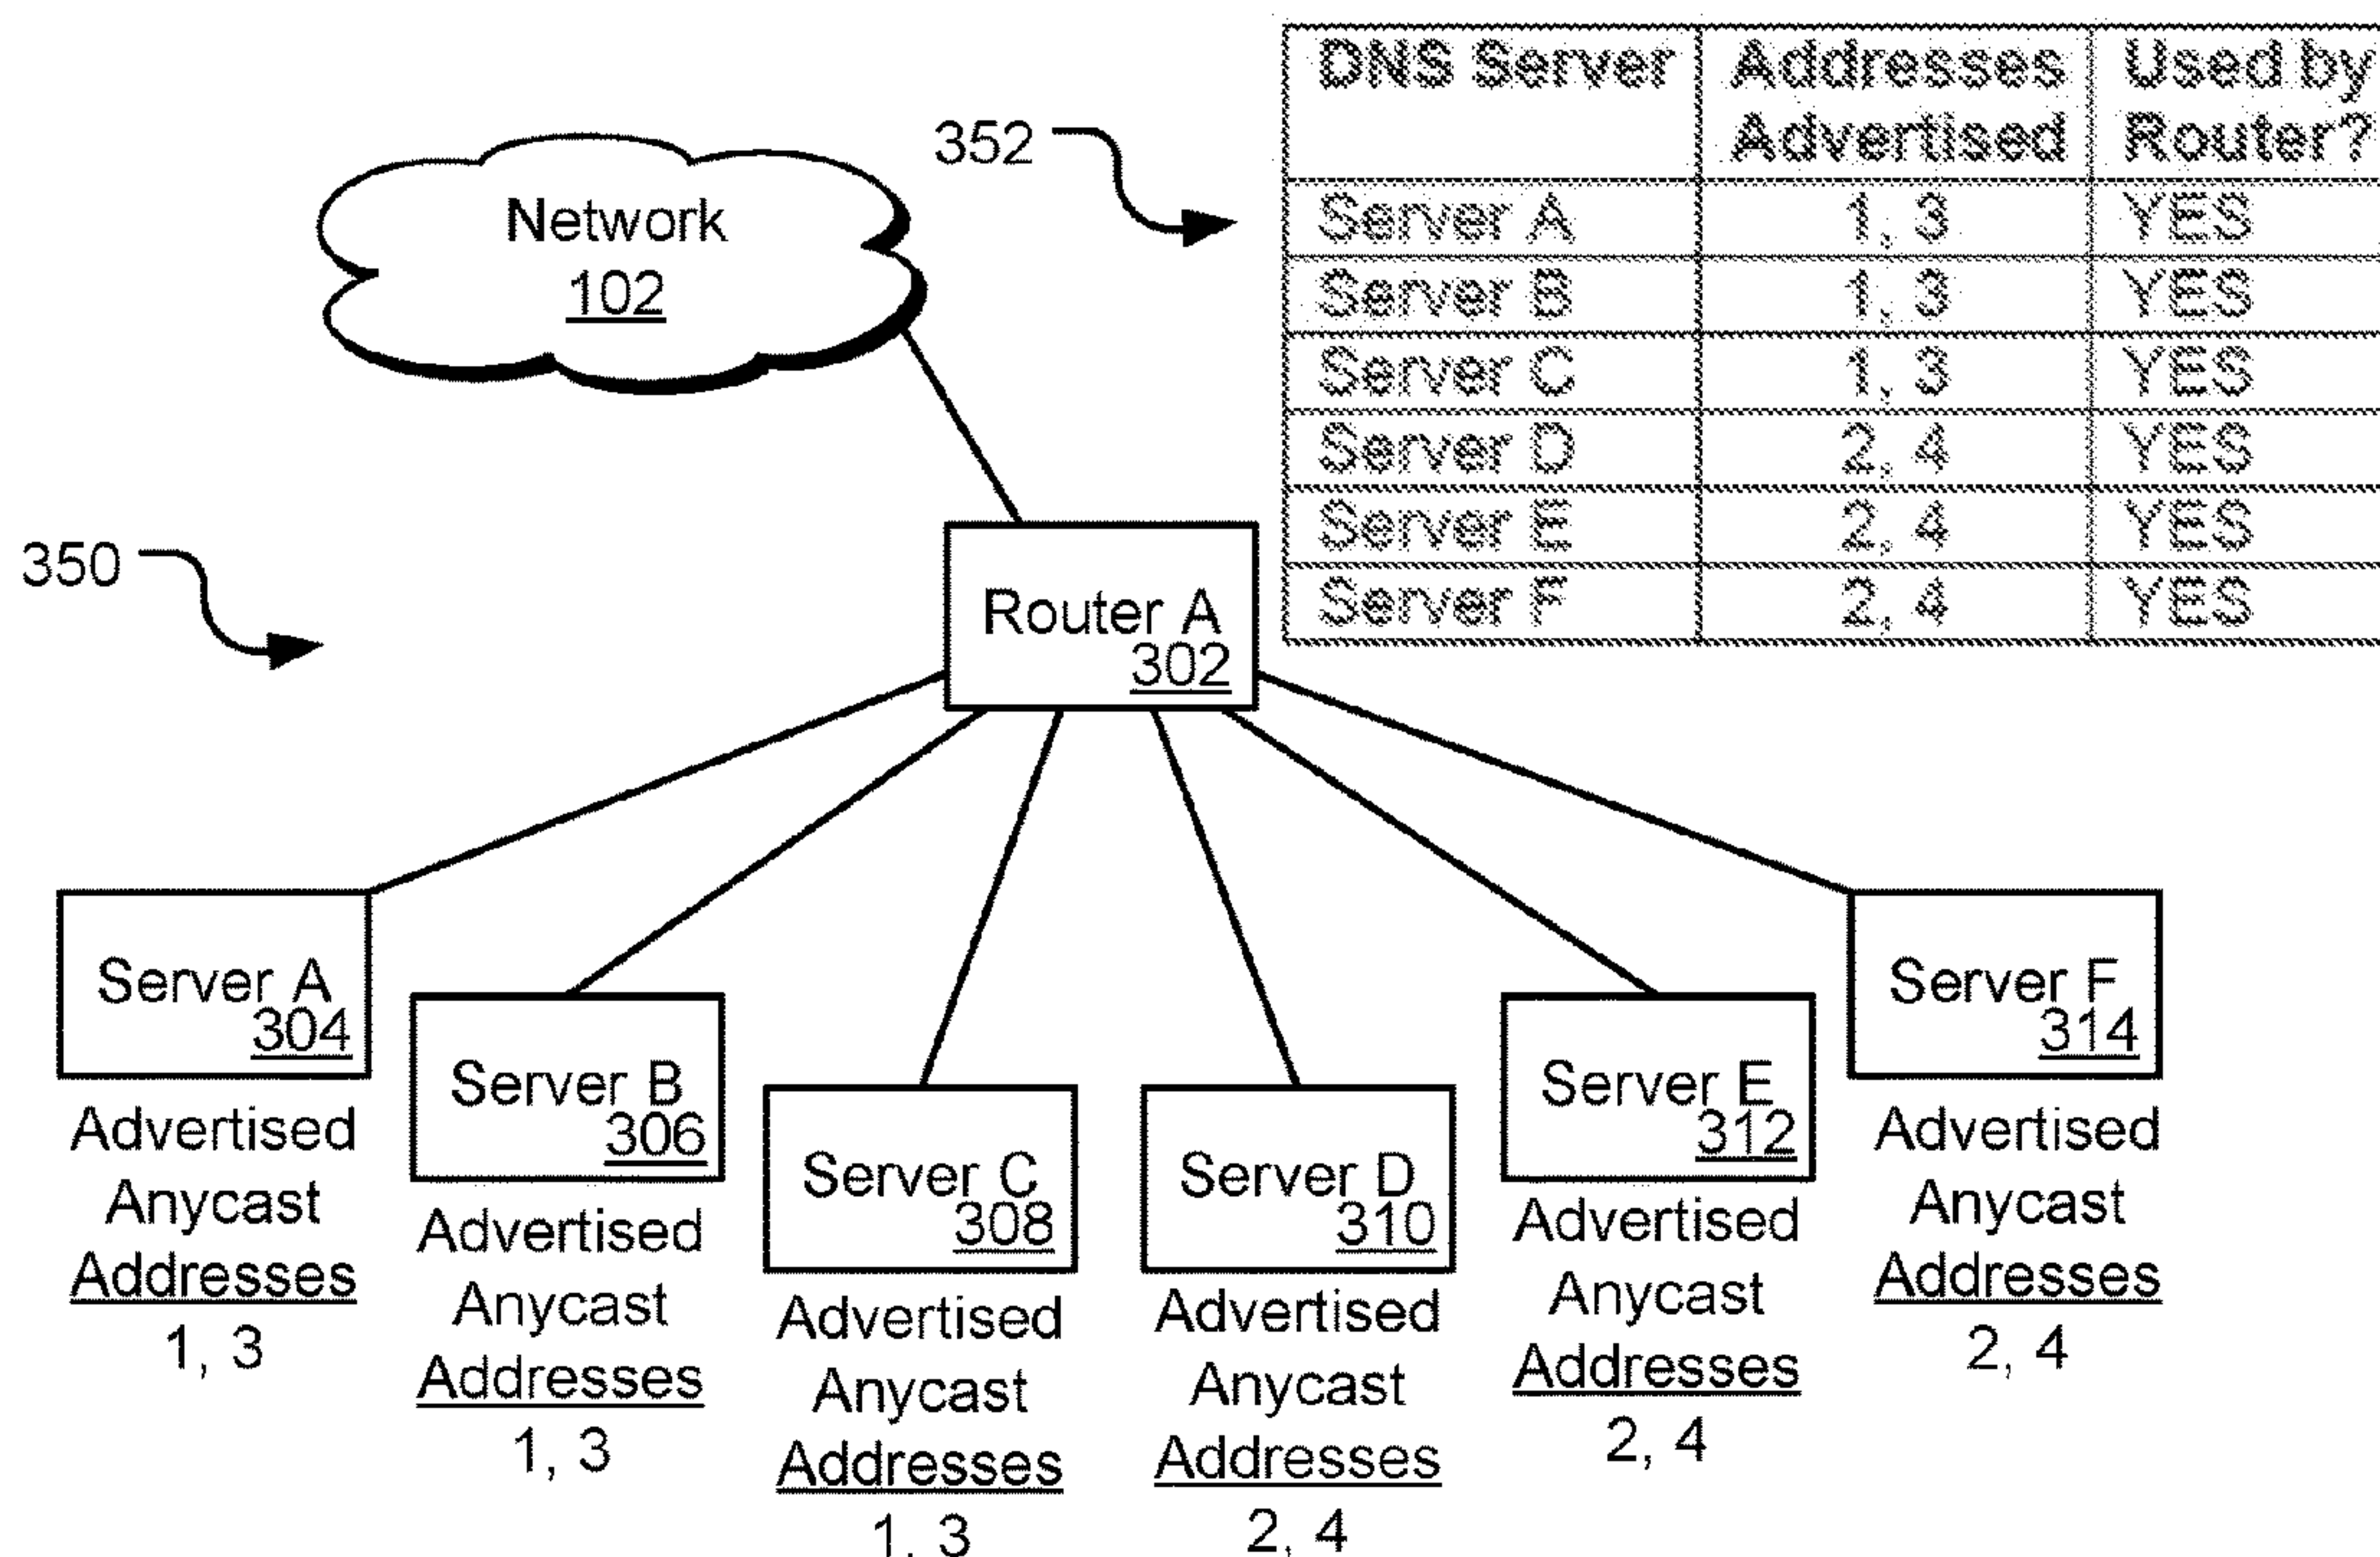 DNS Server Addresses Advertised Used by Router?
Server A 1, 3 YES
Server B 1, 3 YES
Server C 1, 3 YES
Server D 2, 4 YES
Server E 2, 4 YES
Server F 2, 4 YES
352
Network
102
350
Router A
302
Server A
304
Advertised
Anycast
Addresses
1, 3
Server B
306
Advertised
Anycast
Addresses
1, 3
Server C
308
Advertised
Anycast
Addresses
1, 3
Server D
310
Advertised
Anycast
Addresses
2, 4
Server E
312
Advertised
Anycast
Addresses
2, 4
Server F
314
Advertised
Anycast
Addresses
2, 4